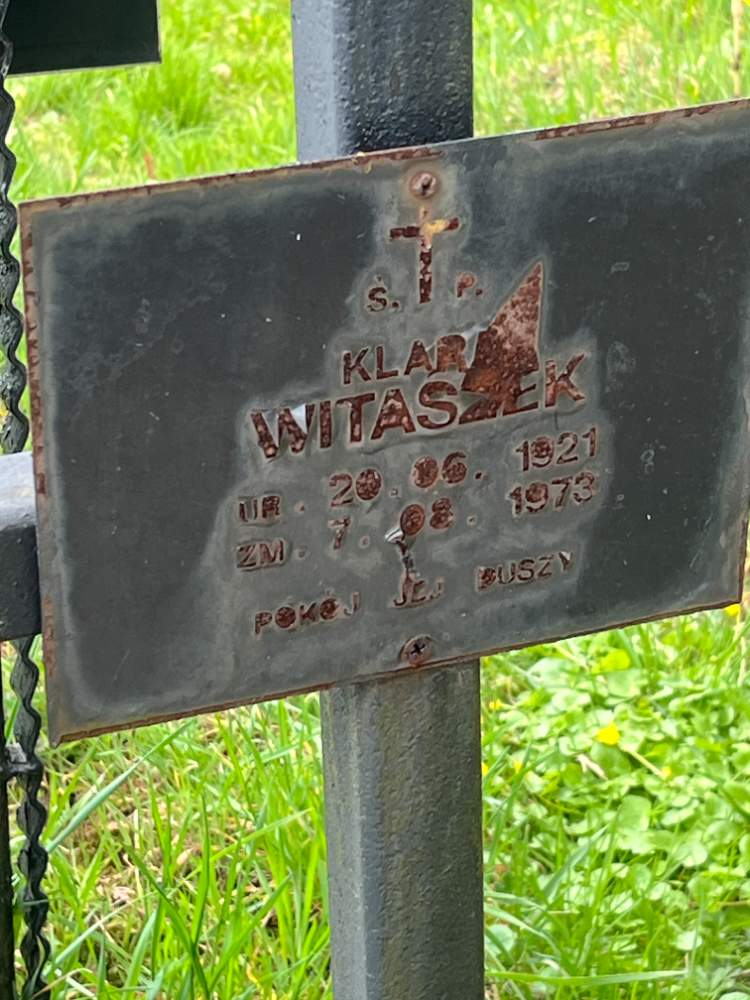 Ś. P.
KLARA
WITASZEK
UR. 20.06.1921
ZM. 7.08.1973
POKÓJ JEJ DUSZY